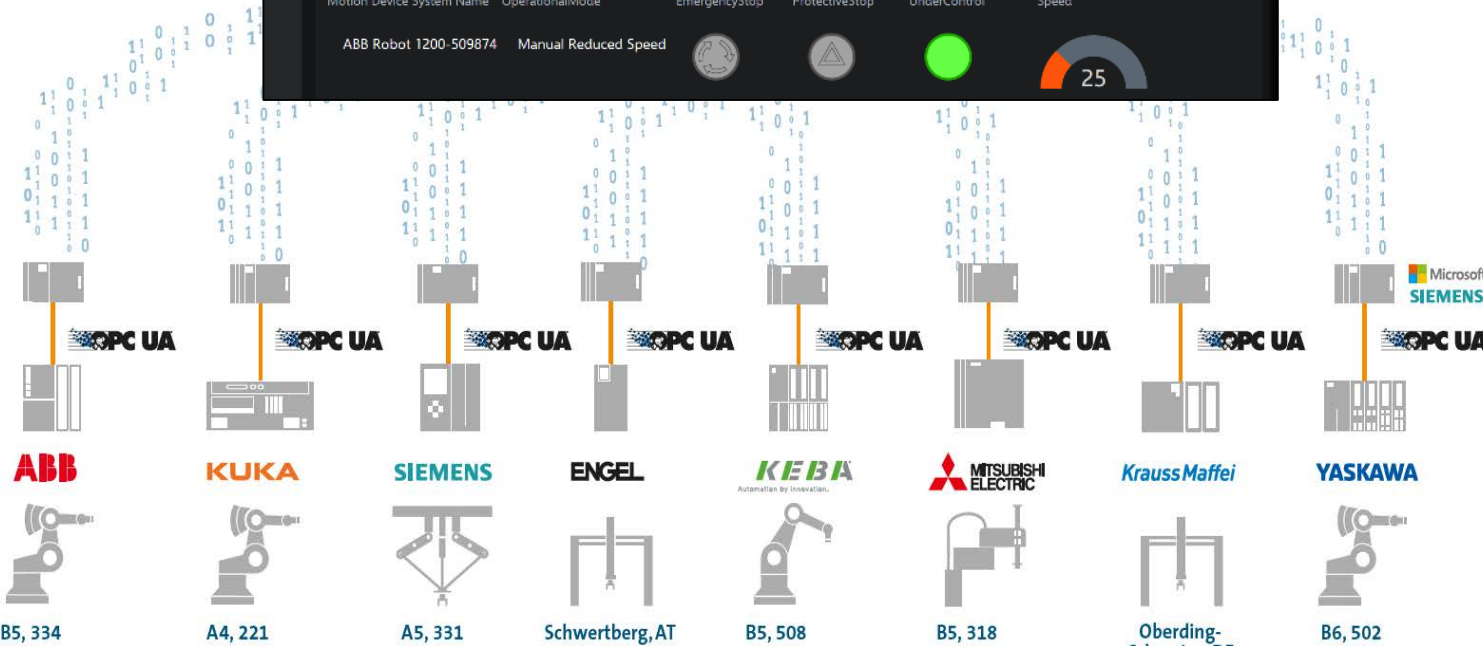 Motion Device System Name OperationalMode EmergencyStop ProtectiveStop UnderControl Speed
ABB Robot 1200-509874 Manual Reduced Speed
25
Microsoft
SIEMENS
OPC UA OPC UA OPC UA OPC UA OPC UA OPC UA OPC UA OPC UA
ABB KUKA SIEMENS ENGEL KEBA MITSUBISHI ELECTRIC Krauss Maffei YASKAWA
Automation by innovation.
B5, 334 A4, 221 A5, 331 Schwertberg, AT B5, 508 B5, 318 Oberding- B6, 502